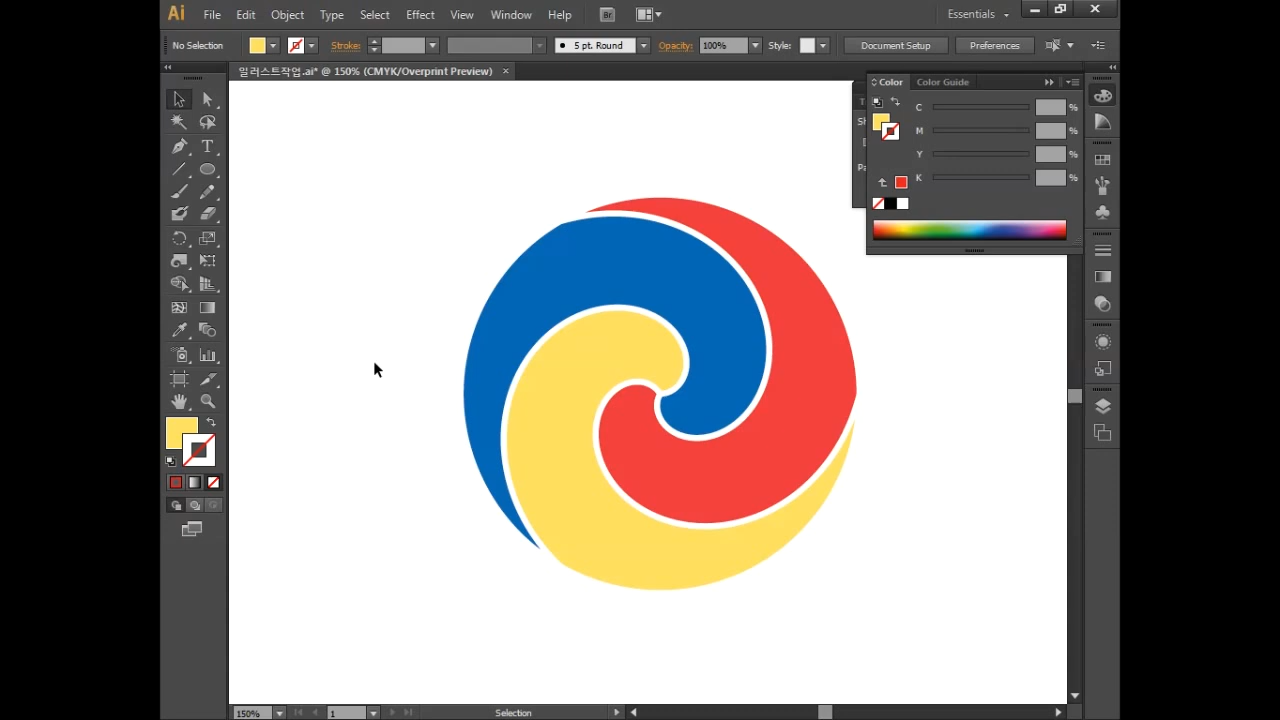 Ai File Edit Object Type Select Effect View Window Help Br Essentials
No Selection Stroke: 5 pt. Round Opacity: 100% Style: Document Setup Preferences
일러스트작업.ai* @ 150% (CMYK/Overprint Preview) ×
Color Color Guide
C %
M %
Y %
K %
T
150% 1 Selection